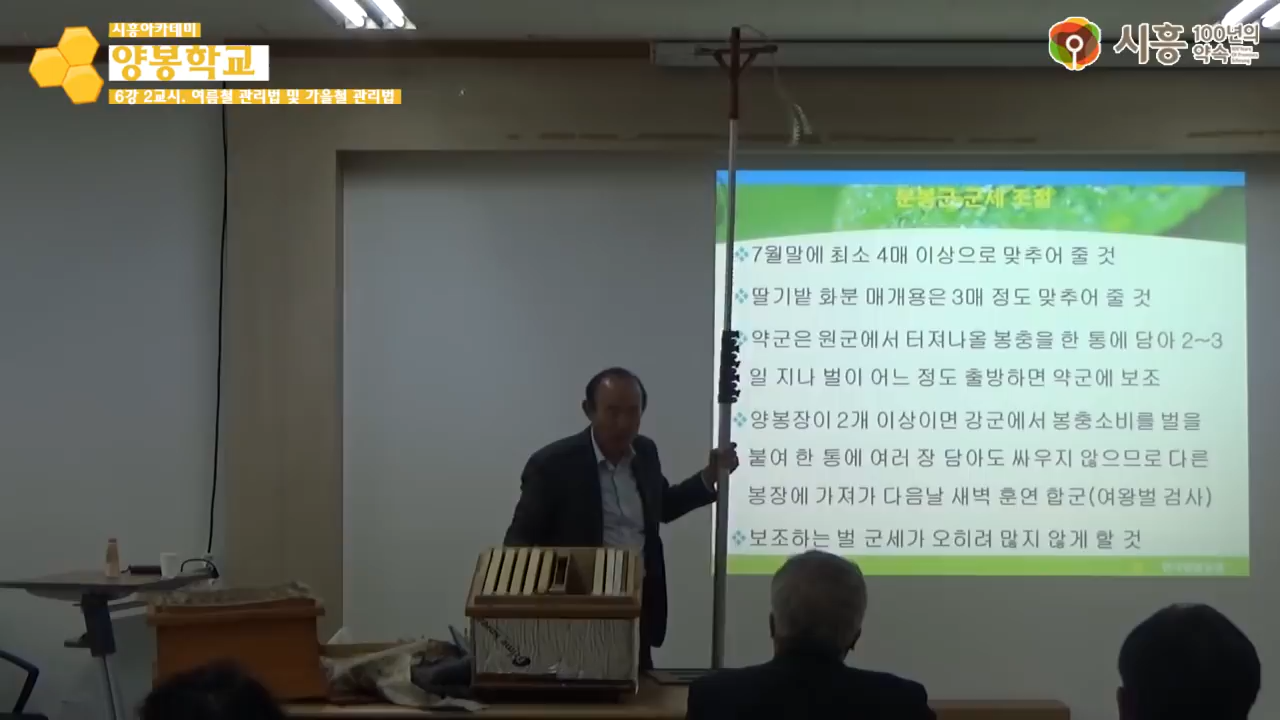 시흥아카데미
양봉학교
6강 2교시. 여름철 관리법 및 가을철 관리법
시흥 100년의 약속
분봉군 군세 조절
7월말에 최소 4매 이상으로 맞추어 줄 것
딸기밭 화분 매개용은 3매 정도 맞추어 줄 것
약군은 원군에서 터져나올 봉충을 한 통에 담아 2~3
일 지나 벌이 어느 정도 출방하면 약군에 보조
양봉장이 2개 이상이면 강군에서 봉충소비를 벌을
붙여 한 통에 여러 장 담아도 싸우지 않으므로 다른
봉장에 가져가 다음날 새벽 훈연 합군(여왕벌 검사)
보조하는 벌 군세가 오히려 많지 않게 할 것